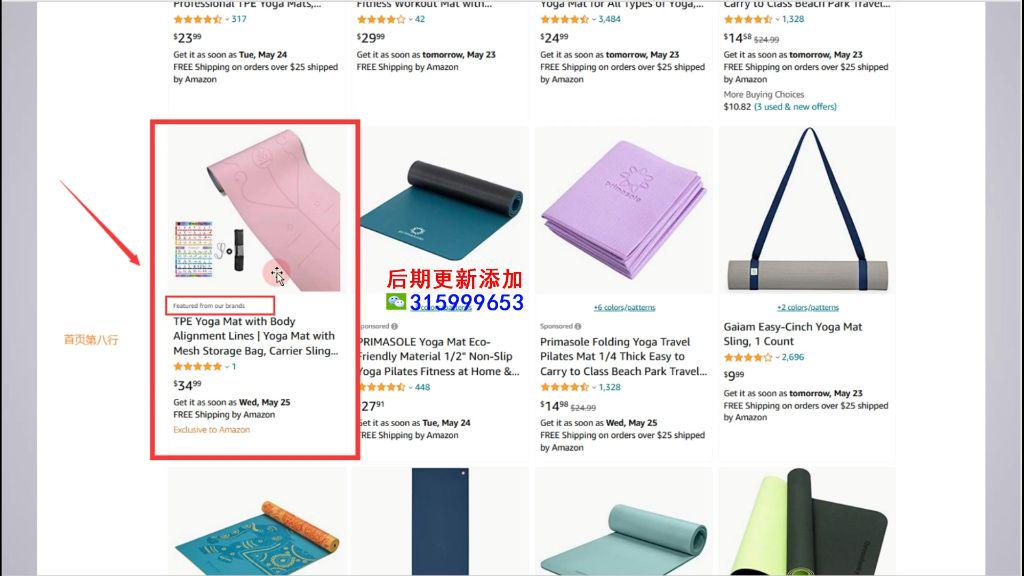 Professional TPE Yoga Mats,...
317
$23.99
Get it as soon as Tue, May 24
FREE Shipping on orders over $25 shipped
by Amazon
Fitness Workout Mat with...
42
$29.99
Get it as soon as tomorrow, May 23
FREE Shipping by Amazon
Yoga Mat for All Types of Yoga,...
3,484
$24.99
Get it as soon as tomorrow, May 23
FREE Shipping on orders over $25 shipped
by Amazon
Carry to Class Beach Park Travel...
1,328
$14.58 $24.99
Get it as soon as tomorrow, May 23
FREE Shipping on orders over $25 shipped
by Amazon
More Buying Choices
$10.82 (3 used & new offers)
首页第八行
Featured from our brands
TPE Yoga Mat with Body
Alignment Lines | Yoga Mat with
Mesh Storage Bag, Carrier Sling...
1
$34.99
Get it as soon as Wed, May 25
FREE Shipping by Amazon
Exclusive to Amazon
primasole
后期更新添加
315999653
Sponsored
PRIMASOLE Yoga Mat Eco-
Friendly Material 1/2" Non-Slip
Yoga Pilates Fitness at Home &...
448
27.91
Get it as soon as Tue, May 24
FREE Shipping on orders over $25 shipped
by Amazon
primasole
+6 colors/patterns
Sponsored
Primasole Folding Yoga Travel
Pilates Mat 1/4 Thick Easy to
Carry to Class Beach Park Travel...
1,328
$14.98 $24.99
Get it as soon as Wed, May 25
FREE Shipping on orders over $25 shipped
by Amazon
+2 colors/patterns
Gaiam Easy-Cinch Yoga Mat
Sling, 1 Count
2,696
$9.99
Get it as soon as tomorrow, May 23
FREE Shipping on orders over $25 shipped
by Amazon